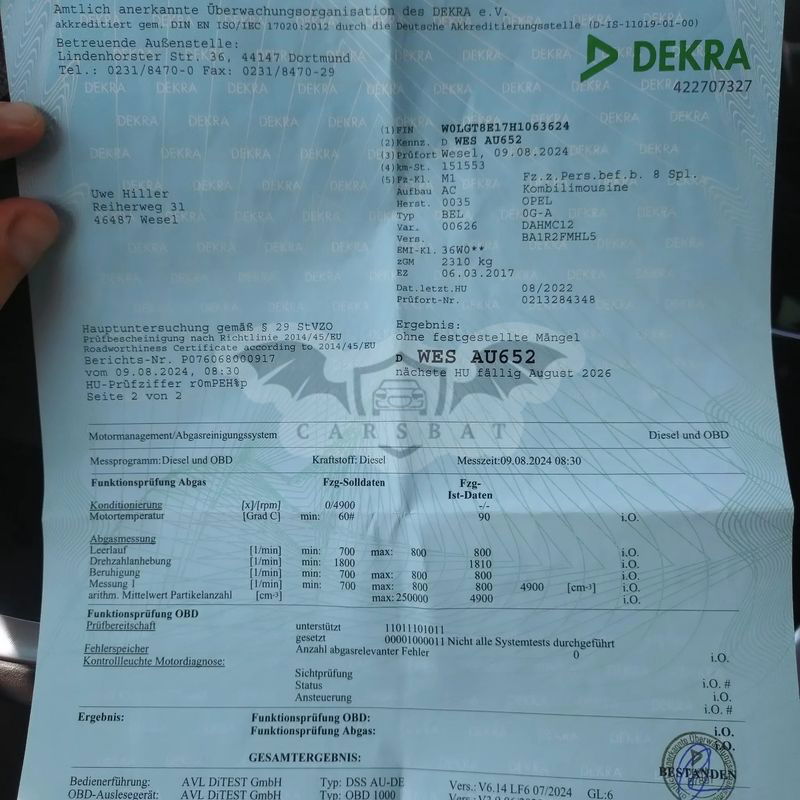 Amtlich anerkannte Überwachungsorganisation des DEKRA e.V.
akkreditiert gem. DIN EN ISO/IEC 17020:2012 durch die Deutsche Akkreditierungsstelle (D-IS-11019-01-00)
Betreuende Außenstelle:
Lindenhorster Str. 36, 44147 Dortmund
Tel.: 0231/8470-0 Fax: 0231/8470-29
DEKRA
422707327
(1) FIN W0LGT8E17H1063624
(2) Kennz. D WES AU652
(3) Prüfort Wesel, 09.08.2024
(4) km-St. 151553
(5) Fz-Kl. M1 Fz.z.Pers.bef.b. 8 Spl.
Aufbau AC Kombilimousine
Herst. 0035 OPEL
Typ BEL 0G-A
Var. 00626 DAHMC12
Vers. BA1R2FMHL5
EMI-Kl. 36W0**
zGM 2310 kg
EZ 06.03.2017
Dat.letzt.HU 08/2022
Prüfort-Nr. 0213284348
Uwe Hiller
Reiherweg 31
46487 Wesel
Hauptuntersuchung gemäß § 29 StVZO
Prüfbescheinigung nach Richtlinie 2014/45/EU
Roadworthiness Certificate according to 2014/45/EU
Berichts-Nr. P076068000917
vom 09.08.2024, 08:30
HU-Prüfziffer r0mPEH%p
Seite 2 von 2
Ergebnis:
ohne festgestellte Mängel
D WES AU652
nächste HU fällig August 2026
CARSBAT
Motormanagement/Abgasreinigungssystem Diesel und OBD
Messprogramm:Diesel und OBD Kraftstoff: Diesel Messzeit:09.08.2024 08:30
Funktionsprüfung Abgas Fzg-Solldaten Fzg-
Ist-Daten
Konditionierung [x]/[rpm] 0/4900 -/-
Motortemperatur [Grad C] min: 60# 90 i.O.
Abgasmessung
Leerlauf [1/min] min: 700 max: 800 800 i.O.
Drehzahlanhebung [1/min] min: 1800 1810 i.O.
Beruhigung [1/min] min: 700 max: 800 800 i.O.
Messung 1 [1/min] min: 700 max: 800 800 4900 [cm-³] i.O.
arithm. Mittelwert Partikelanzahl [cm-³] max: 250000 4900 i.O.
Funktionsprüfung OBD
Prüfbereitschaft unterstützt 11011101011
gesetzt 00001000011 Nicht alle Systemtests durchgeführt
Fehlerspeicher Anzahl abgasrelevanter Fehler 0 i.O.
Kontrollleuchte Motordiagnose:
Sichtprüfung i.O. #
Status i.O.
Ansteuerung i.O. #
Ergebnis: Funktionsprüfung OBD: i.O.
Funktionsprüfung Abgas: i.O.
GESAMTERGEBNIS: BESTANDEN
Bedienerführung: AVL DiTEST GmbH Typ: DSS AU-DE Vers.: V6.14 LF6 07/2024 GL:6
OBD-Auslesegerät: AVL DiTEST GmbH Typ: OBD 1000